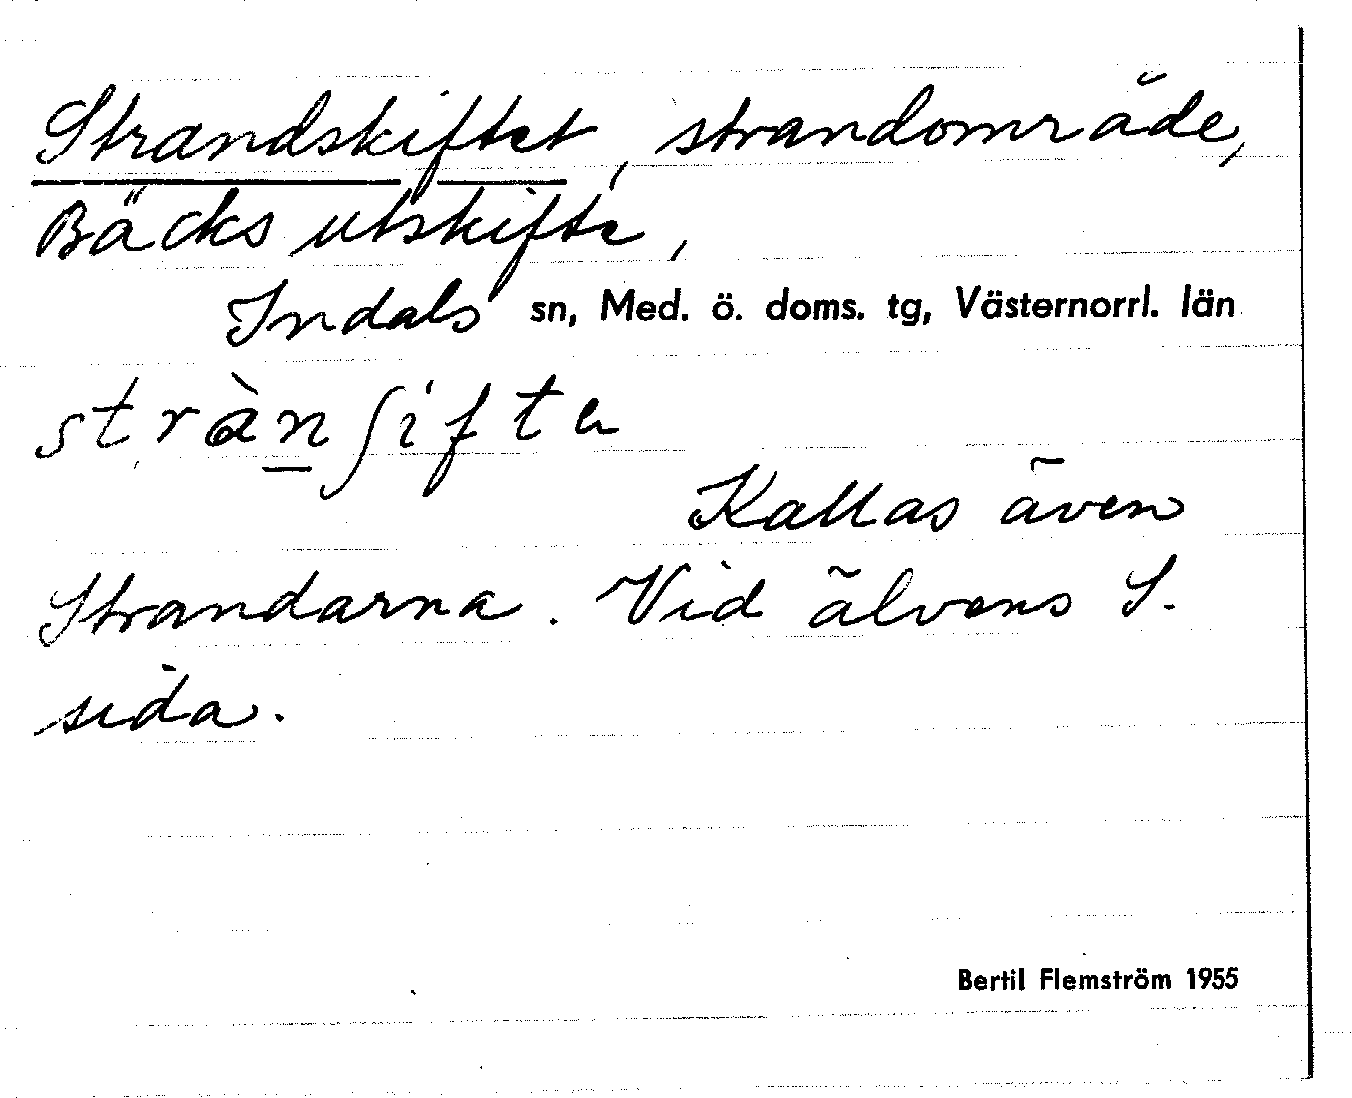 Strandskiftet, strandområde,
Bäcks utskifte,
Indals sn, Med. ö. doms. tg, Västernorrl. län
strànʃifte
Kallas även
Strandarna. Vid älvens S.
sida.
Bertil Flemström 1955